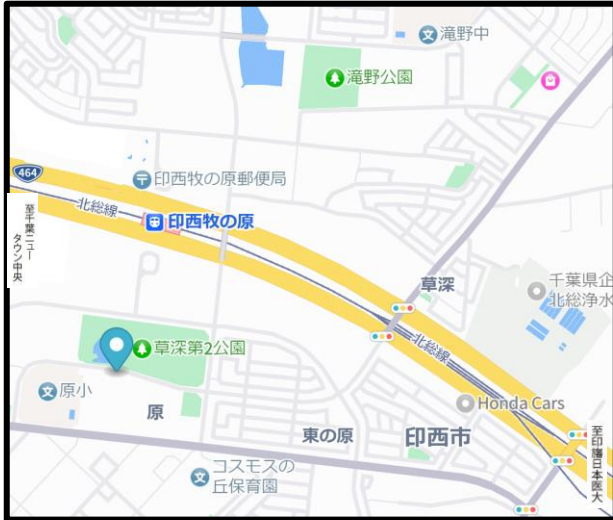 滝野中
滝野公園
464
印西牧の原郵便局
北総線
印西牧の原
至千葉ニュー
タウン中央
草深
千葉県企
北総浄水
北総線
草深第2公園
原小
原
Honda Cars
東の原
印西市
至印旛日本医大
コスモスの
丘保育園